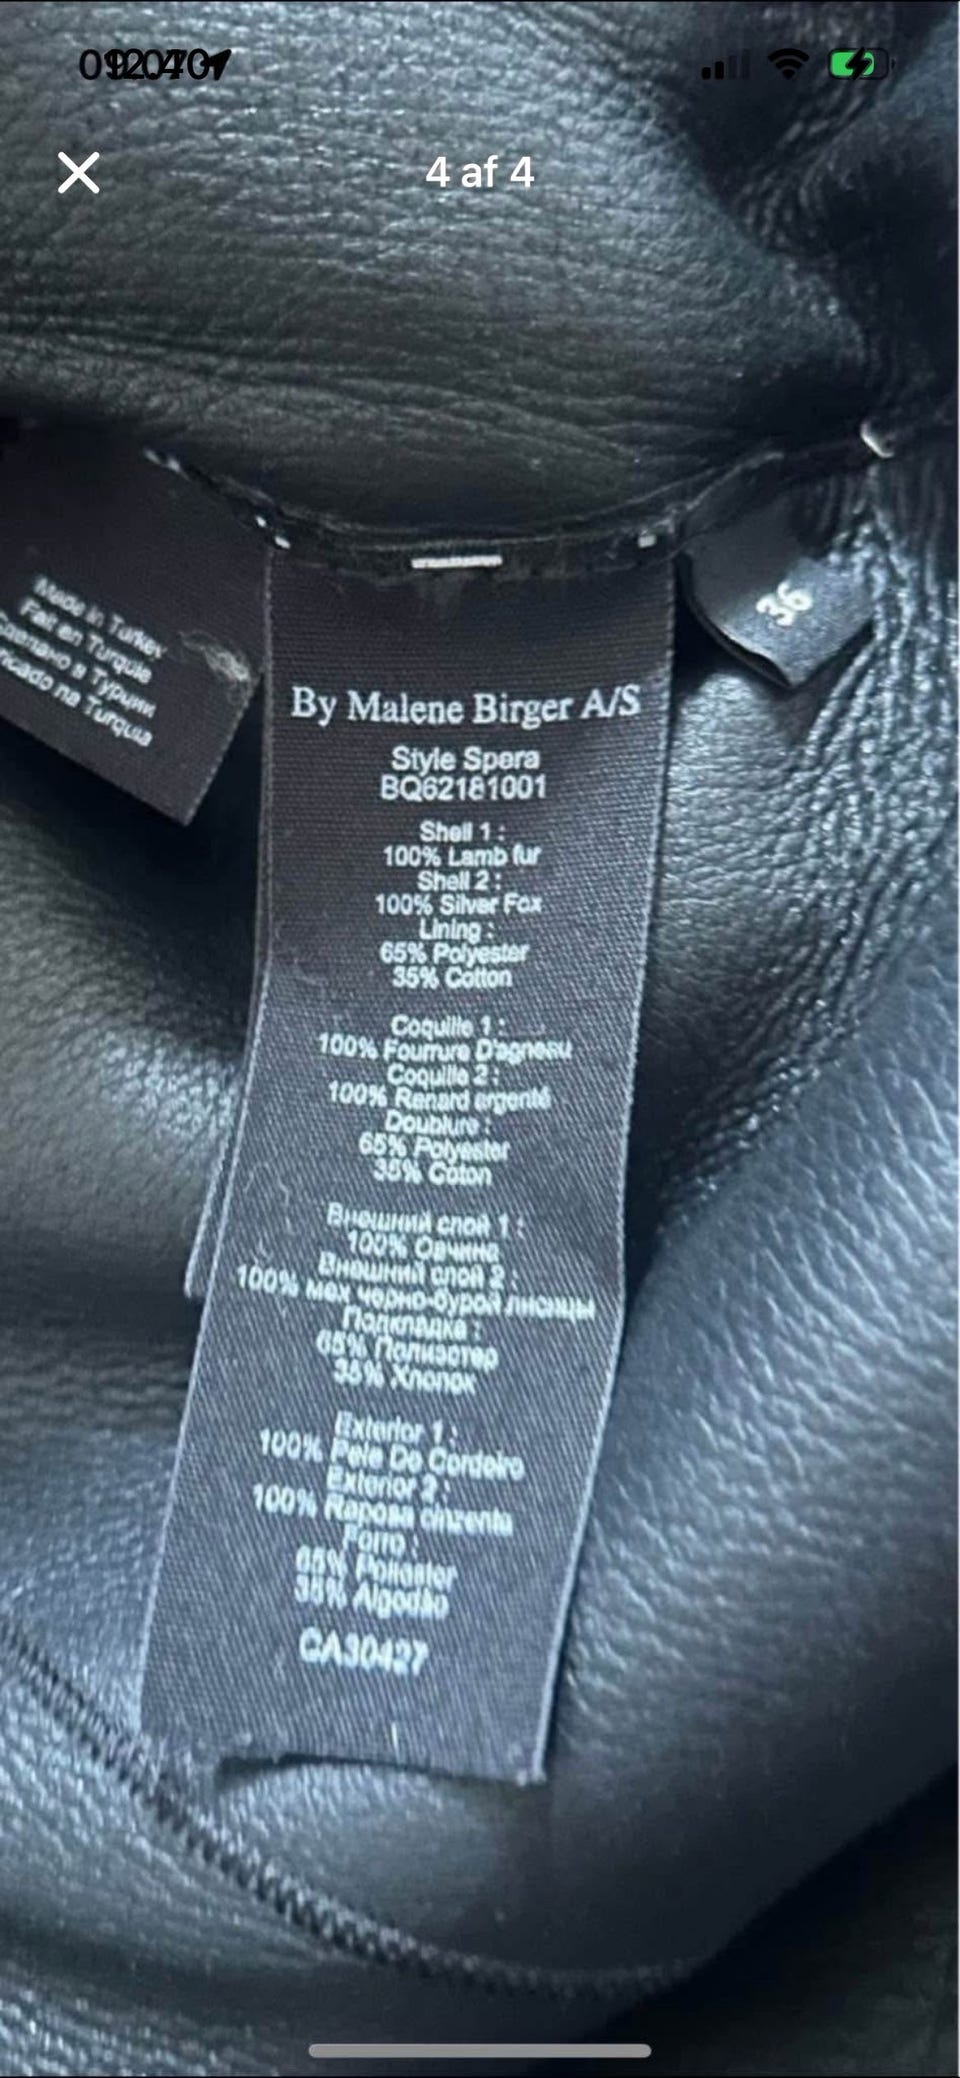 4 af 4
Made in Turkey
Fait en Turquie
Сделано в Турции
na Turquia
36
By Malene Birger A/S
Style Spera
BQ62181001
Shell 1 :
100% Lamb fur
Shell 2 :
100% Silver Fox
Lining :
65% Polyester
35% Cotton
Coquille 1 :
100% Fourrure D'agneau
Coquille 2 :
100% Renard argenté
Doublure :
65% Polyester
35% Coton
Внешний слой 1 :
100% Овчина
Внешний слой 2 :
100% мех черно-бурой лисицы
Подкладка :
65% Полиэстер
35% Хлопок
Exterior 1 :
100% Pele De Cordeiro
Exterior 2 :
100% Raposa cinzenta
Forro :
65% Poliester
35% Algodão
CA30427